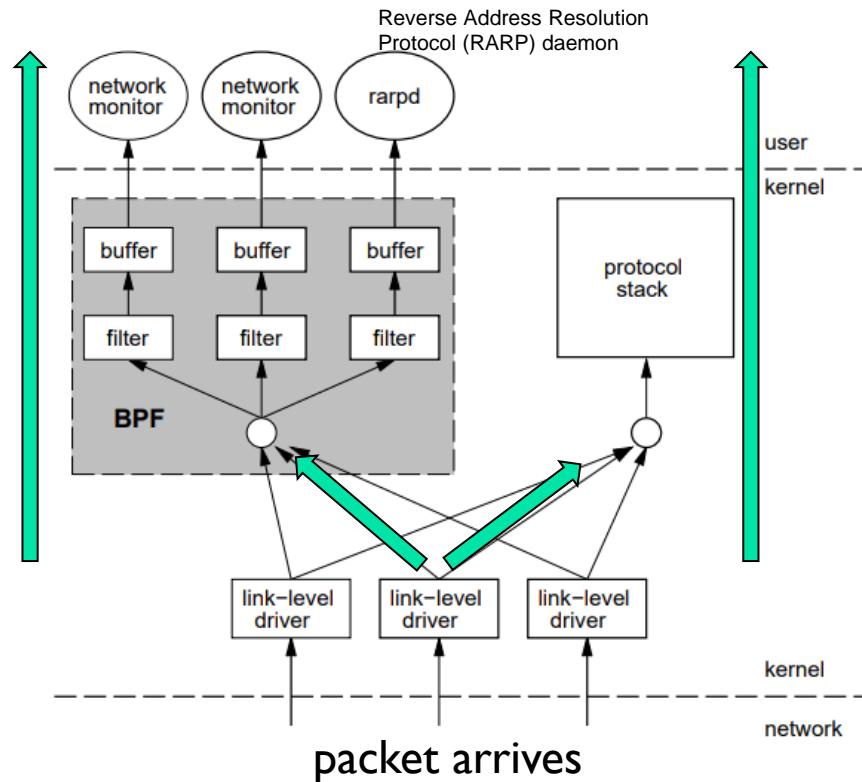 Reverse Address Resolution
Protocol (RARP) daemon
network
monitor
network
monitor
rarpd
user
kernel
buffer
buffer
buffer
protocol
stack
filter
filter
filter
BPF
link-level
driver
link-level
driver
link-level
driver
kernel
network
packet arrives